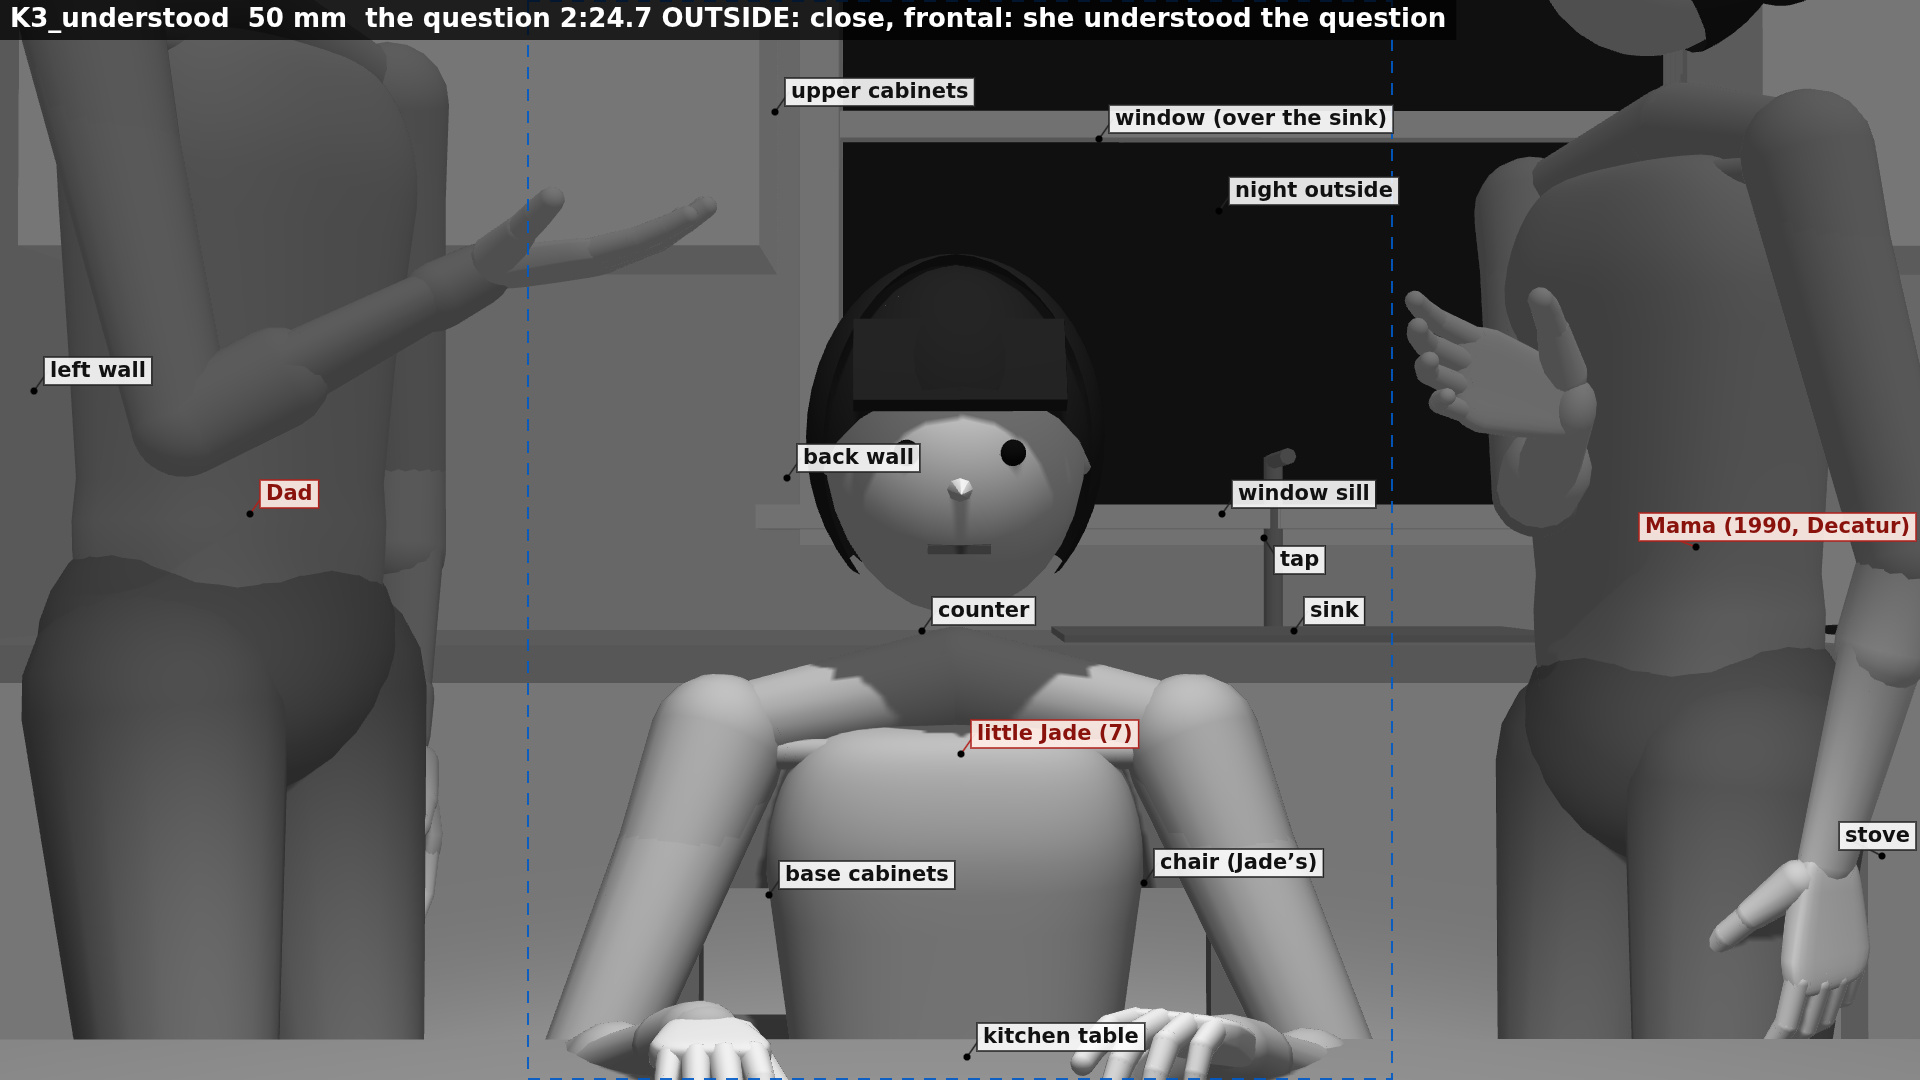 K3_understood  50 mm  the question 2:24.7 OUTSIDE: close, frontal: she understood the question
upper cabinets
window (over the sink)
night outside
left wall
back wall
Dad
window sill
Mama (1990, Decatur)
tap
counter
sink
little Jade (7)
stove
chair (Jade’s)
base cabinets
kitchen table